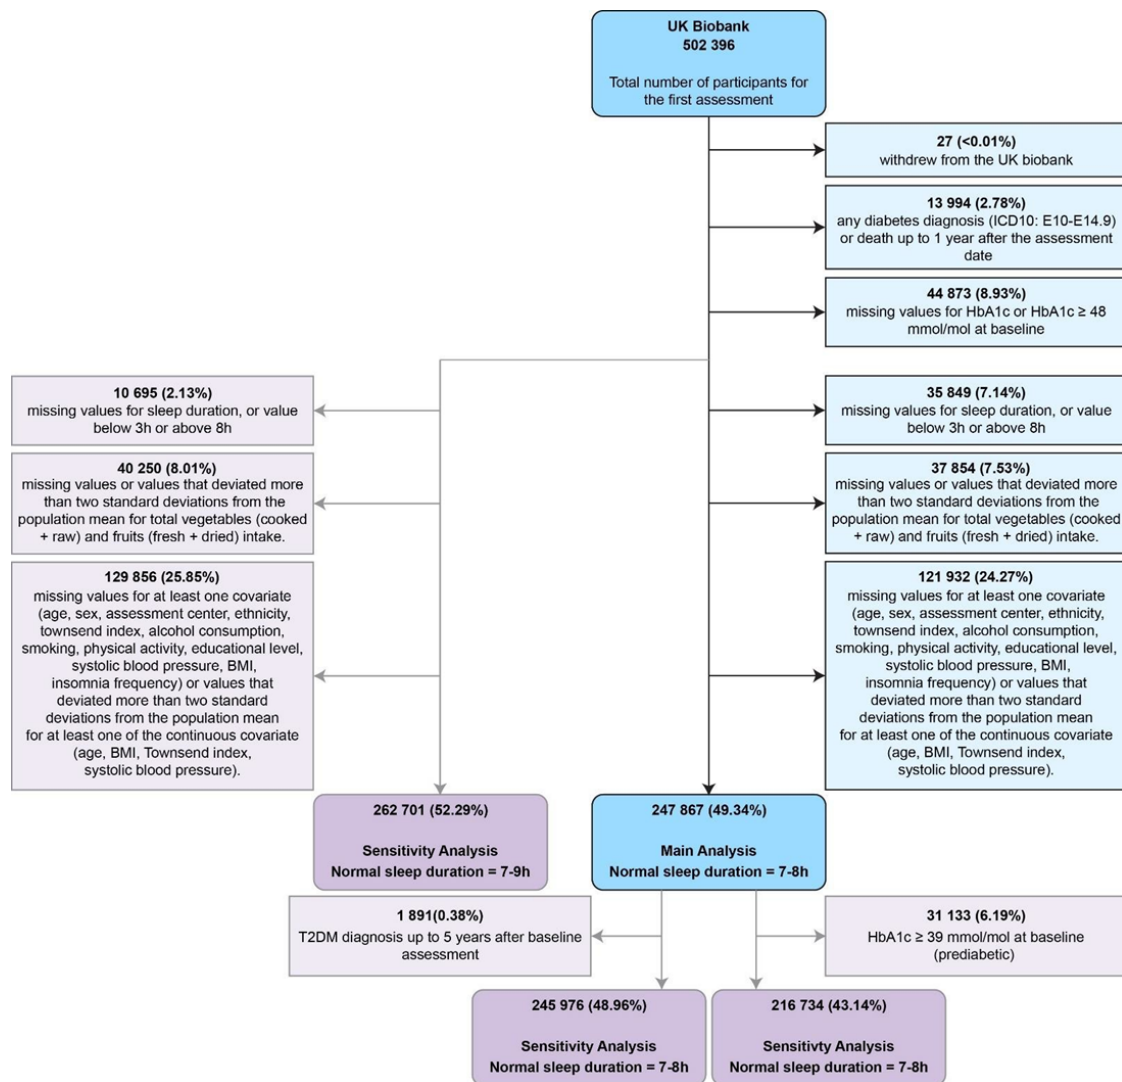 UK Biobank
502 396
Total number of participants for
the first assessment
27 (<0.01%)
withdrew from the UK biobank
13 994 (2.78%)
any diabetes diagnosis (ICD10: E10-E14.9)
or death up to 1 year after the assessment
date
44 873 (8.93%)
missing values for HbA1c or HbA1c ≥ 48
mmol/mol at baseline
10 695 (2.13%)
missing values for sleep duration, or value
below 3h or above 8h
35 849 (7.14%)
missing values for sleep duration, or value
below 3h or above 8h
40 250 (8.01%)
missing values or values that deviated more
than two standard deviations from the
population mean for total vegetables (cooked
+ raw) and fruits (fresh + dried) intake.
37 854 (7.53%)
missing values or values that deviated more
than two standard deviations from the
population mean for total vegetables (cooked
+ raw) and fruits (fresh + dried) intake.
129 856 (25.85%)
missing values for at least one covariate
(age, sex, assessment center, ethnicity,
townsend index, alcohol consumption,
smoking, physical activity, educational level,
systolic blood pressure, BMI,
insomnia frequency) or values that
deviated more than two standard
deviations from the population mean
for at least one of the continuous covariate
(age, BMI, Townsend index,
systolic blood pressure).
121 932 (24.27%)
missing values for at least one covariate
(age, sex, assessment center, ethnicity,
townsend index, alcohol consumption,
smoking, physical activity, educational level,
systolic blood pressure, BMI,
insomnia frequency) or values that
deviated more than two standard
deviations from the population mean
for at least one of the continuous covariate
(age, BMI, Townsend index,
systolic blood pressure).
262 701 (52.29%)
Sensitivity Analysis
Normal sleep duration = 7-9h
247 867 (49.34%)
Main Analysis
Normal sleep duration = 7-8h
1 891(0.38%)
T2DM diagnosis up to 5 years after baseline
assessment
31 133 (6.19%)
HbA1c ≥ 39 mmol/mol at baseline
(prediabetic)
245 976 (48.96%)
Sensitivity Analysis
Normal sleep duration = 7-8h
216 734 (43.14%)
Sensitivty Analysis
Normal sleep duration = 7-8h